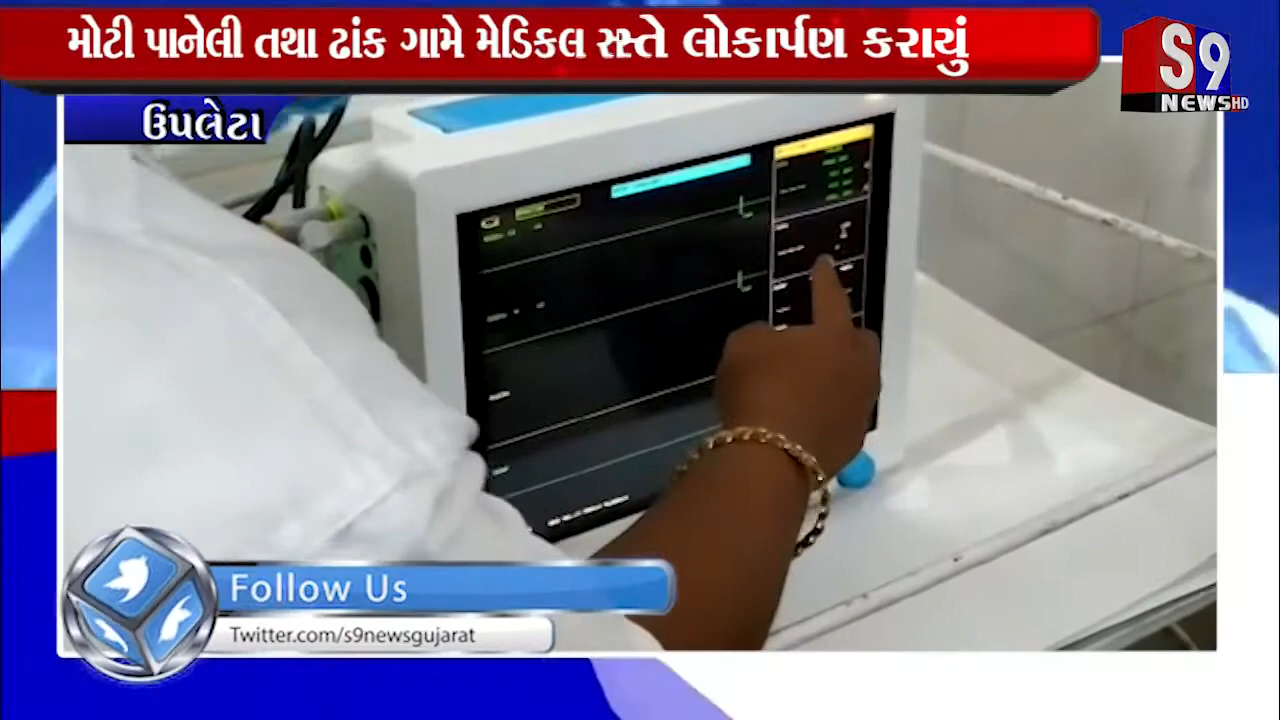 મોટી પાનેલી તથા ઢાંક ગામે મેડિકલ રસ્તે લોકાર્પણ કરાયું
S9
NEWS HD
ઉપલેટા
Follow Us
Twitter.com/s9newsgujarat